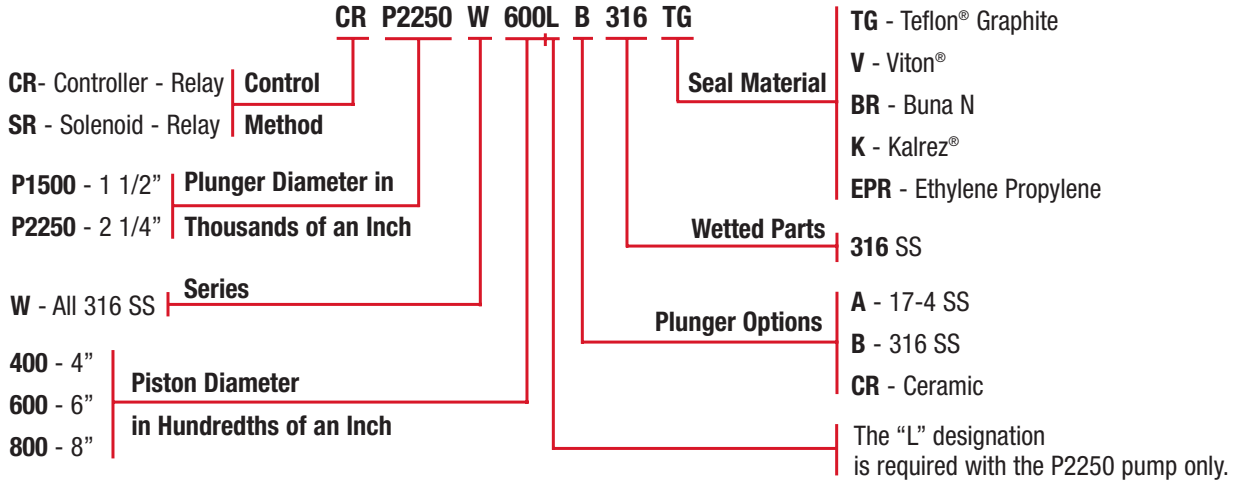 CR P2250 W 600L B 316 TG
CR- Controller - Relay
SR - Solenoid - Relay
Control
Method
P1500 - 1 1/2”
P2250 - 2 1/4”
Plunger Diameter in
Thousands of an Inch
W - All 316 SS
Series
400 - 4”
600 - 6”
800 - 8”
Piston Diameter
in Hundredths of an Inch
Seal Material
TG - Teflon® Graphite
V - Viton®
BR - Buna N
K - Kalrez®
EPR - Ethylene Propylene
Wetted Parts
316 SS
Plunger Options
A - 17-4 SS
B - 316 SS
CR - Ceramic
The “L” designation
is required with the P2250 pump only.